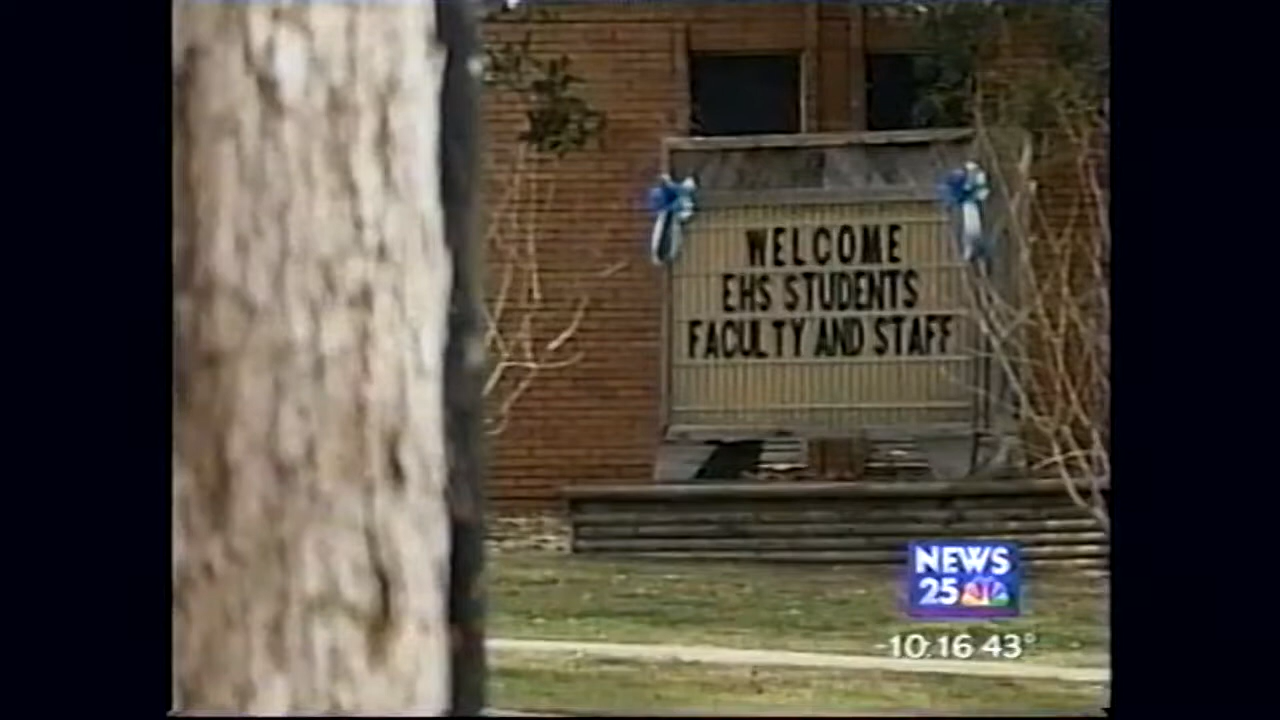 WELCOME
EHS STUDENTS
FACULTY AND STAFF
NEWS
25
10:16 43°